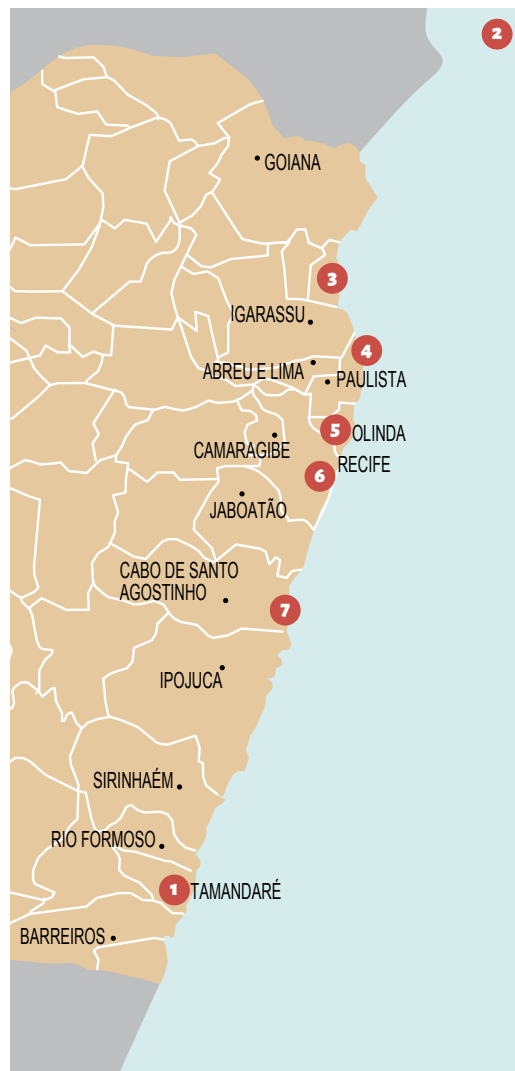 2
GOIANA
3
IGARASSU
4
ABREU E LIMA
PAULISTA
5
OLINDA
CAMARAGIBE
RECIFE
6
JABOATÃO
CABO DE SANTO
AGOSTINHO
7
IPOJUCA
SIRINHAÉM
RIO FORMOSO
1
TAMANDARÉ
BARREIROS